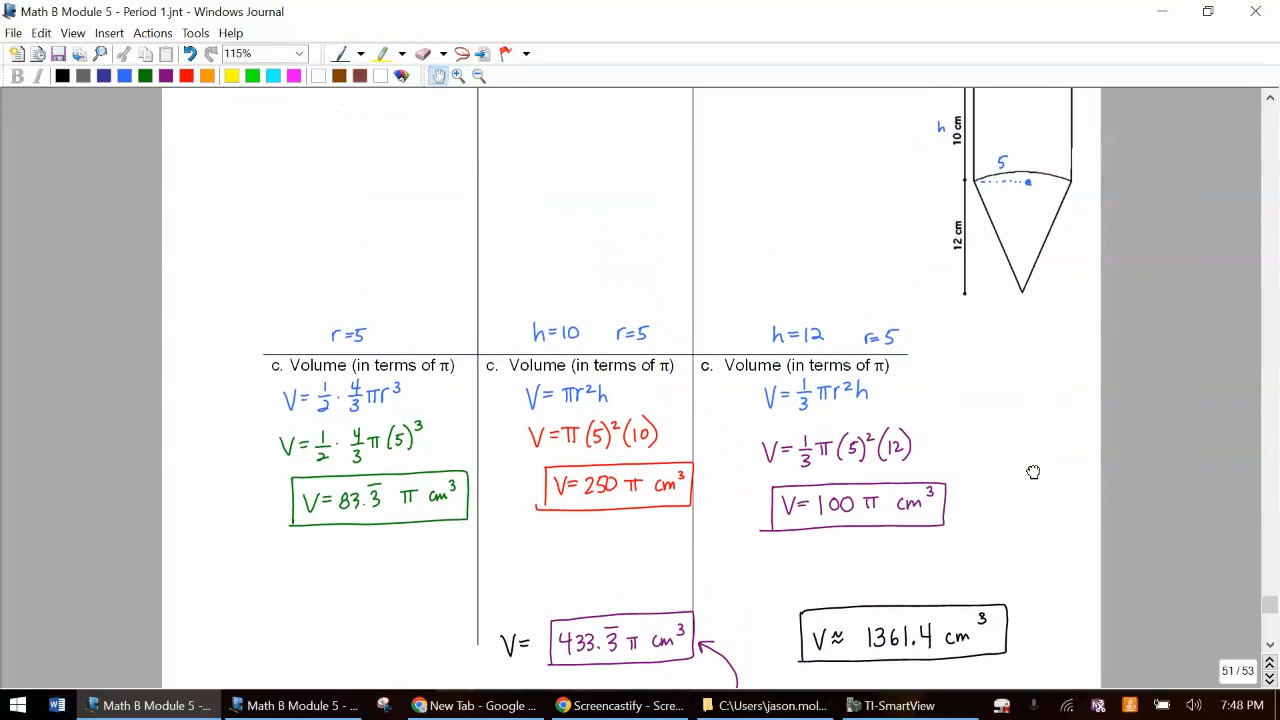 Math B Module 5 - Period 1.jnt - Windows Journal
File Edit View Insert Actions Tools Help
115%
B I
h
10 cm
5
12 cm
r=5
h=10 r=5
h=12 r=5
c. Volume (in terms of π)
c. Volume (in terms of π)
c. Volume (in terms of π)
V= 1/2 · 4/3 πr³
V= πr²h
V= 1/3 πr²h
V= 1/2 · 4/3 π(5)³
V= π(5)²(10)
V= 1/3 π(5)²(12)
V= 83.3̅ π cm³
V= 250 π cm³
V= 100 π cm³
V= 433.3̅ π cm³
V≈ 1361.4 cm³
51 / 53
Math B Module 5 -...
Math B Module 5 -...
New Tab - Google ...
Screencastify - Scre...
C:\Users\jason.mol...
TI-SmartView
7:48 PM